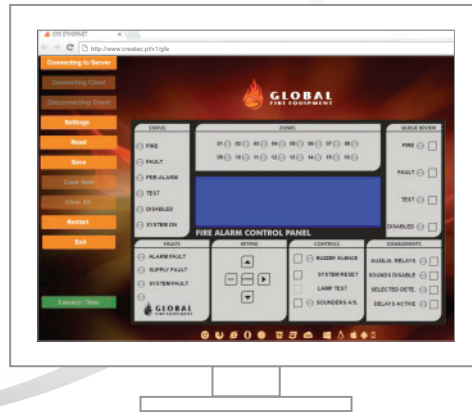 GFE ETHERNET
http://www.createc.pt/v1/gfe
Connecting to Server
Connecting Client
Disconnecting Client
Settings
Read
Save
Clear All
Restart
Exit
GLOBAL
FIRE EQUIPMENT
STATUS
FIRE
FAULT
PRE-ALARM
TEST
DISABLED
SYSTEM ON
ZONES
01 02 03 04 05 06 07 08
09 10 11 12 13 14 15 16
FIRE ALARM CONTROL PANEL
QUEUE REVIEW
FIRE
FAULT
TEST
DISABLED
FAULTS
ALARM FAULT
SUPPLY FAULT
SYSTEM FAULT
GLOBAL
FIRE EQUIPMENT
KEYPAD
CONTROLS
BUZZER SILENCE
SYSTEM RESET
LAMP TEST
SOUNDERS A/S.
DISABLEMENTS
AUXILIA. RELAYS
SOUNDS DISABLE
SELECTED DETE.
DELAYS ACTIVE